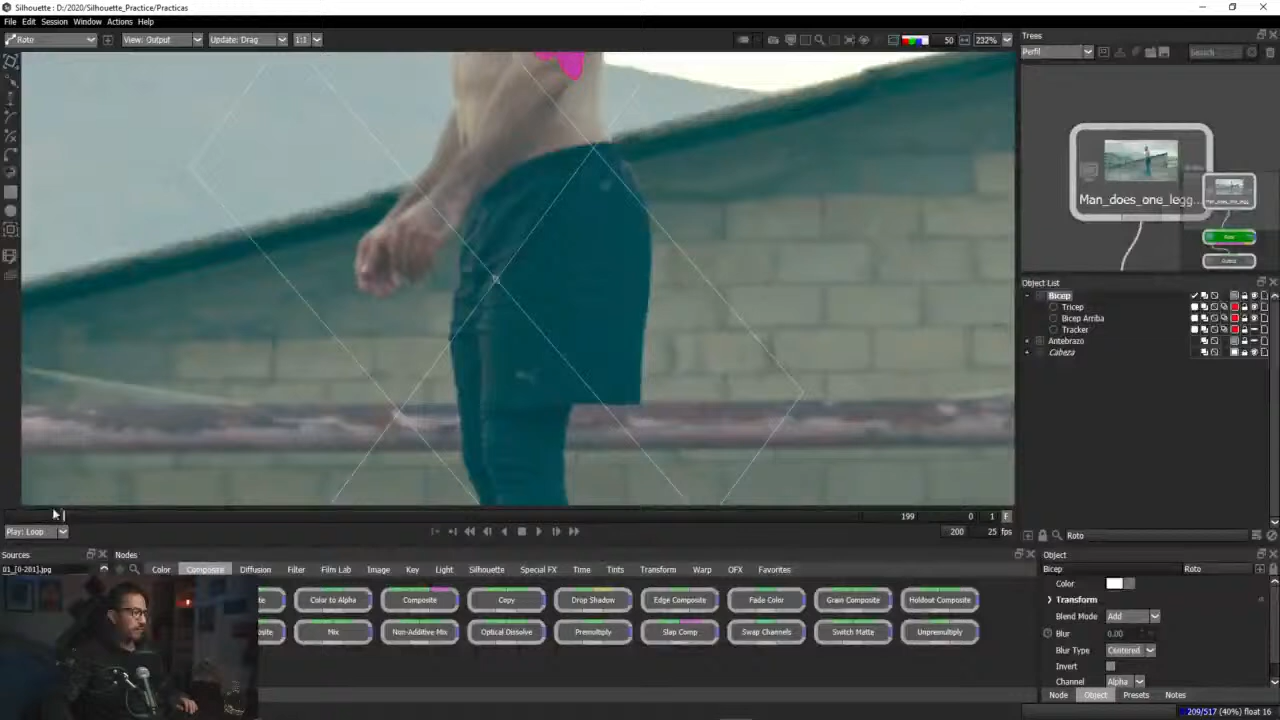 Silhouette : D:/2020/Silhouette_Practice/Practicas
File Edit Session Window Actions Help
Roto View: Output Update: Drag 1:1 50 232%
Trees
Perfil Search
Man_does_one_legg...
Object List
Bicep
Tricep
Bicep Arriba
Tracker
Antebrazo
Cabeza
199 0 1 F
Play: Loop 200 25 fps
Roto
Sources Nodes Object
01_[0-201].jpg Color Composite Diffusion Filter Film Lab Image Key Light Silhouette Special FX Time Tints Transform Warp OFX Favorites
Bicep Roto
Color
Transform
Color to Alpha Composite Copy Drop Shadow Edge Composite Fade Color Grain Composite Holdout Composite
Blend Mode Add
Mix Non-Additive Mix Optical Dissolve Premultiply Slap Comp Swap Channels Switch Matte Unpremultiply
Blur 0.00
Blur Type Centered
Invert
Channel Alpha
Node Object Presets Notes
209/517 (40%) float 16